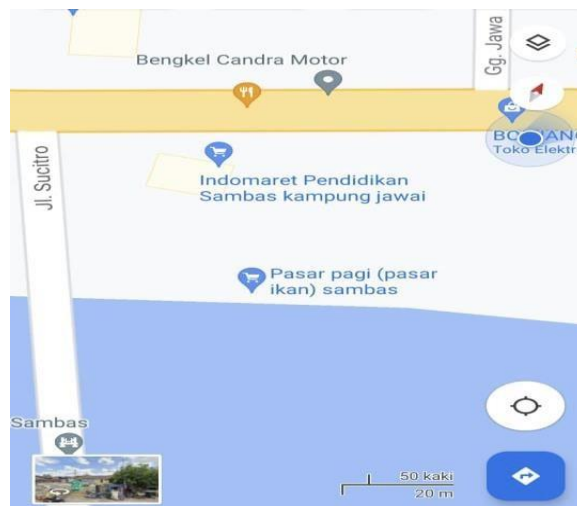 Bengkel Candra Motor
Gg. Jawa
Toko Elektr
Jl. Sucitro
Indomaret Pendidikan
Sambas kampung jawai
Pasar pagi (pasar
ikan) sambas
Sambas
50 kaki
20 m